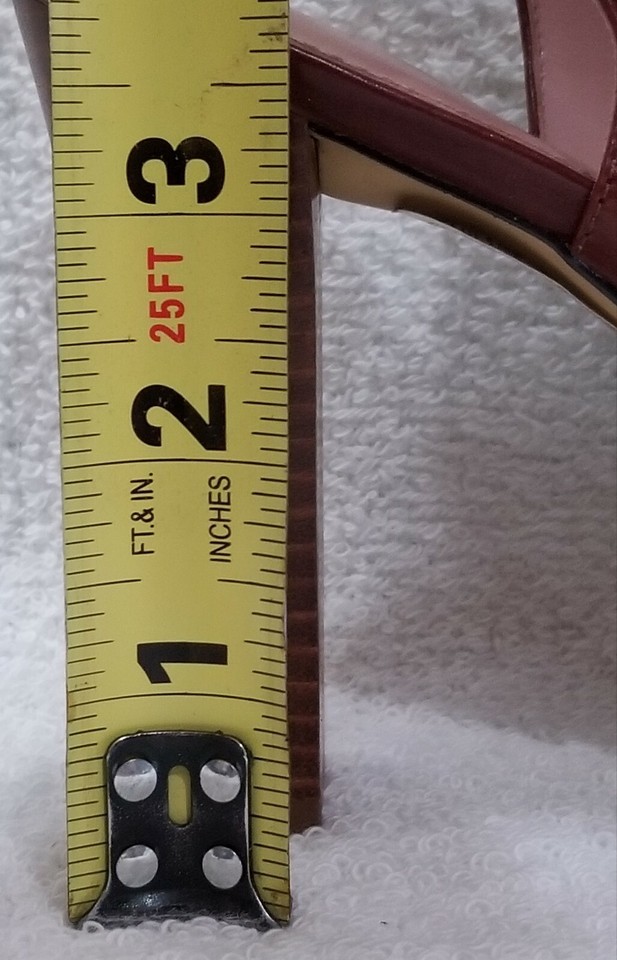 3
25FT
2
FT.& IN.
INCHES
1